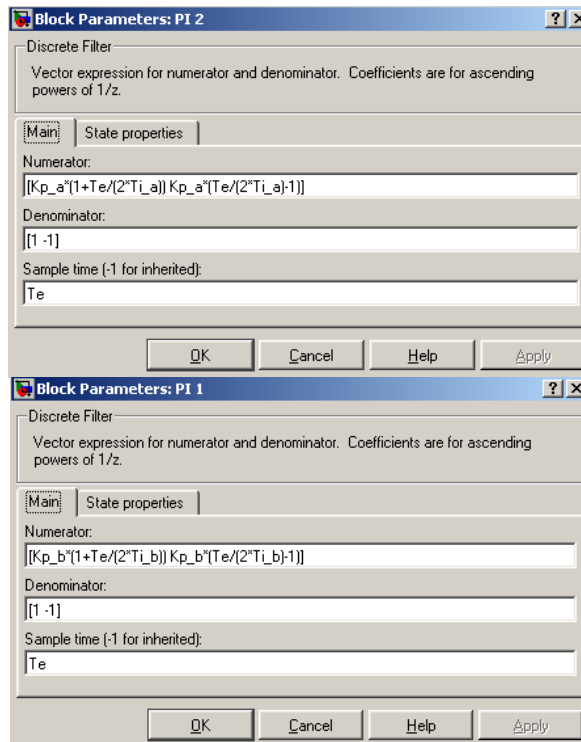 Block Parameters: PI 2
Discrete Filter
Vector expression for numerator and denominator. Coefficients are for ascending
powers of 1/z.
Main State properties
Numerator:
[Kp_a*(1+Te/(2*Ti_a)) Kp_a*(Te/(2*Ti_a)-1)]
Denominator:
[1 -1]
Sample time (-1 for inherited):
Te
OK Cancel Help Apply
Block Parameters: PI 1
Discrete Filter
Vector expression for numerator and denominator. Coefficients are for ascending
powers of 1/z.
Main State properties
Numerator:
[Kp_b*(1+Te/(2*Ti_b)) Kp_b*(Te/(2*Ti_b)-1)]
Denominator:
[1 -1]
Sample time (-1 for inherited):
Te
OK Cancel Help Apply